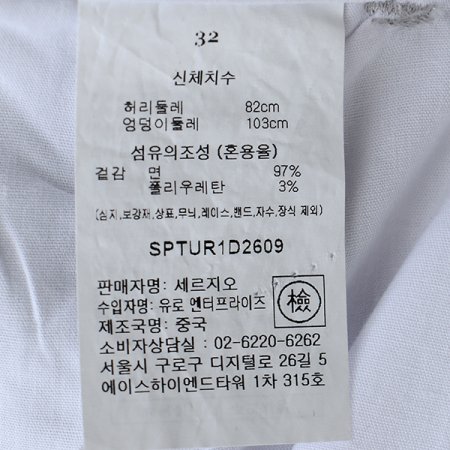 32
신체치수
허리둘레 82cm
엉덩이둘레 103cm
섬유의조성 (혼용율)
겉감 면 97%
폴리우레탄 3%
(심지,보강재,상표,무늬,레이스,밴드,자수,장식 제외)
SPTUR1D2609
판매자명: 세르지오
수입자명: 유로 엔터프라이즈
檢
제조국명: 중국
소비자상담실 : 02-6220-6262
서울시 구로구 디지털로 26길 5
에이스하이엔드타워 1차 315호